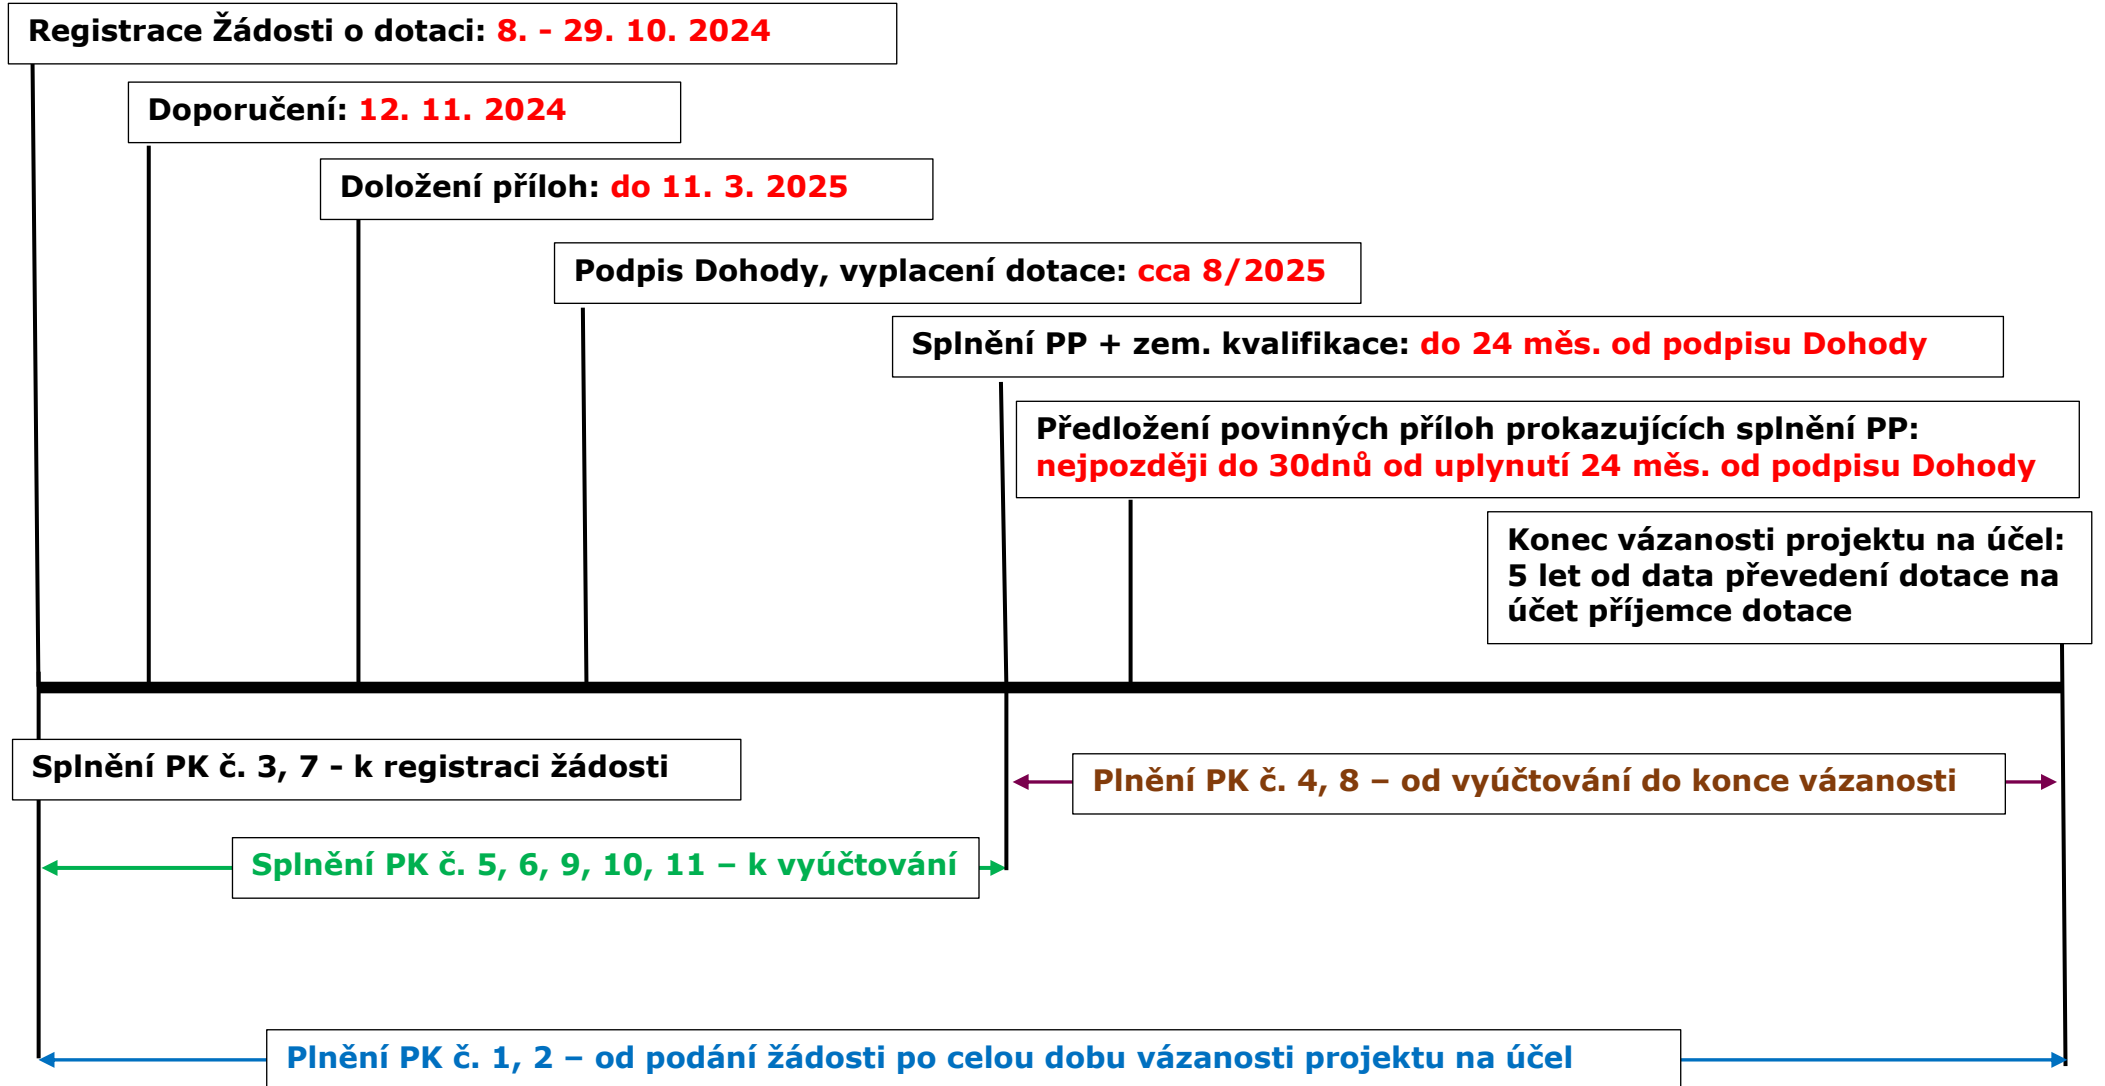 Registrace Žádosti o dotaci: 8. - 29. 10. 2024
Doporučení: 12. 11. 2024
Doložení příloh: do 11. 3. 2025
Podpis Dohody, vyplacení dotace: cca 8/2025
Splnění PP + zem. kvalifikace: do 24 měs. od podpisu Dohody
Předložení povinných příloh prokazujících splnění PP:
nejpozději do 30dnů od uplynutí 24 měs. od podpisu Dohody
Konec vázanosti projektu na účel:
5 let od data převedení dotace na
účet příjemce dotace
Splnění PK č. 3, 7 - k registraci žádosti
Plnění PK č. 4, 8 – od vyúčtování do konce vázanosti
Splnění PK č. 5, 6, 9, 10, 11 – k vyúčtování
Plnění PK č. 1, 2 – od podání žádosti po celou dobu vázanosti projektu na účel